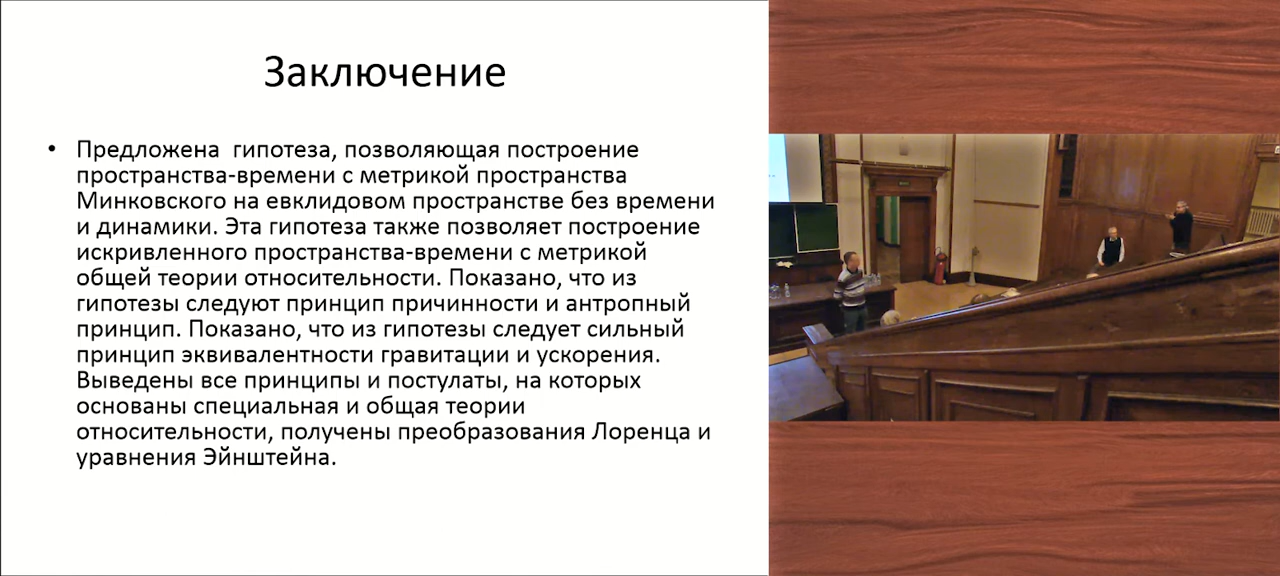 Заключение
• Предложена гипотеза, позволяющая построение
пространства-времени с метрикой пространства
Минковского на евклидовом пространстве без времени
и динамики. Эта гипотеза также позволяет построение
искривленного пространства-времени с метрикой
общей теории относительности. Показано, что из
гипотезы следуют принцип причинности и антропный
принцип. Показано, что из гипотезы следует сильный
принцип эквивалентности гравитации и ускорения.
Выведены все принципы и постулаты, на которых
основаны специальная и общая теории
относительности, получены преобразования Лоренца и
уравнения Эйнштейна.